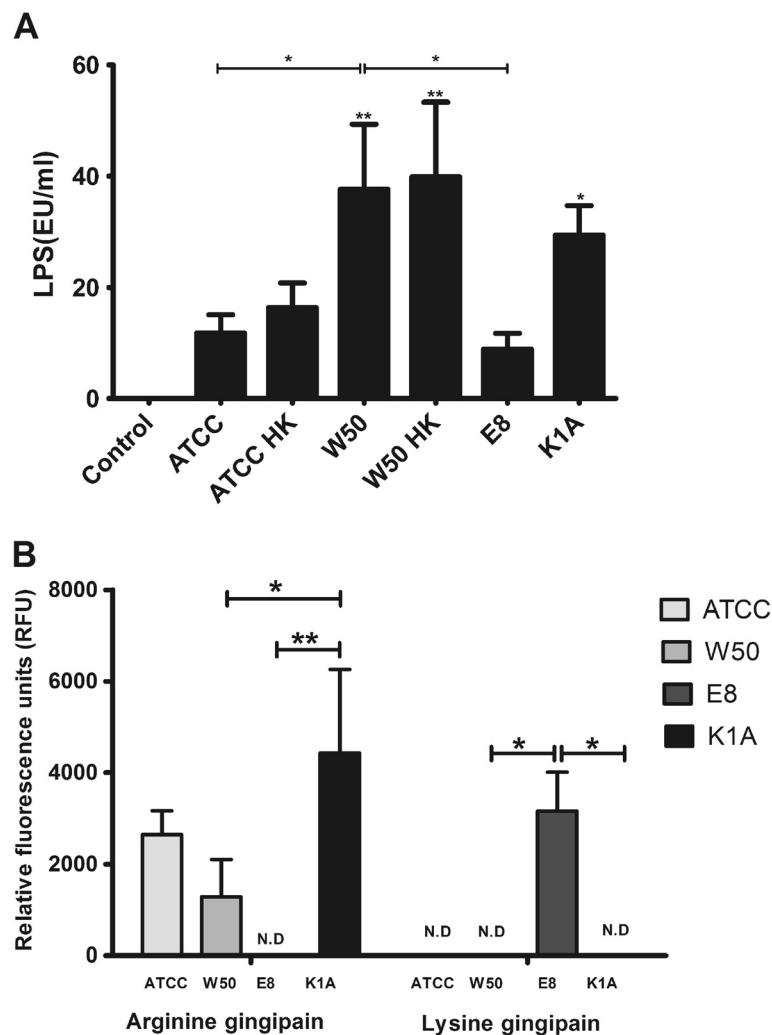 A
* *
60
** **
40
*
20
0
LPS(EU/ml)
Control ATCC ATCC HK W50 W50 HK E8 K1A
B
8000
*
**
6000
* *
4000
2000
0
N.D N.D N.D N.D
Relative fluorescence units (RFU)
ATCC W50 E8 K1A ATCC W50 E8 K1A
Arginine gingipain Lysine gingipain
ATCC
W50
E8
K1A